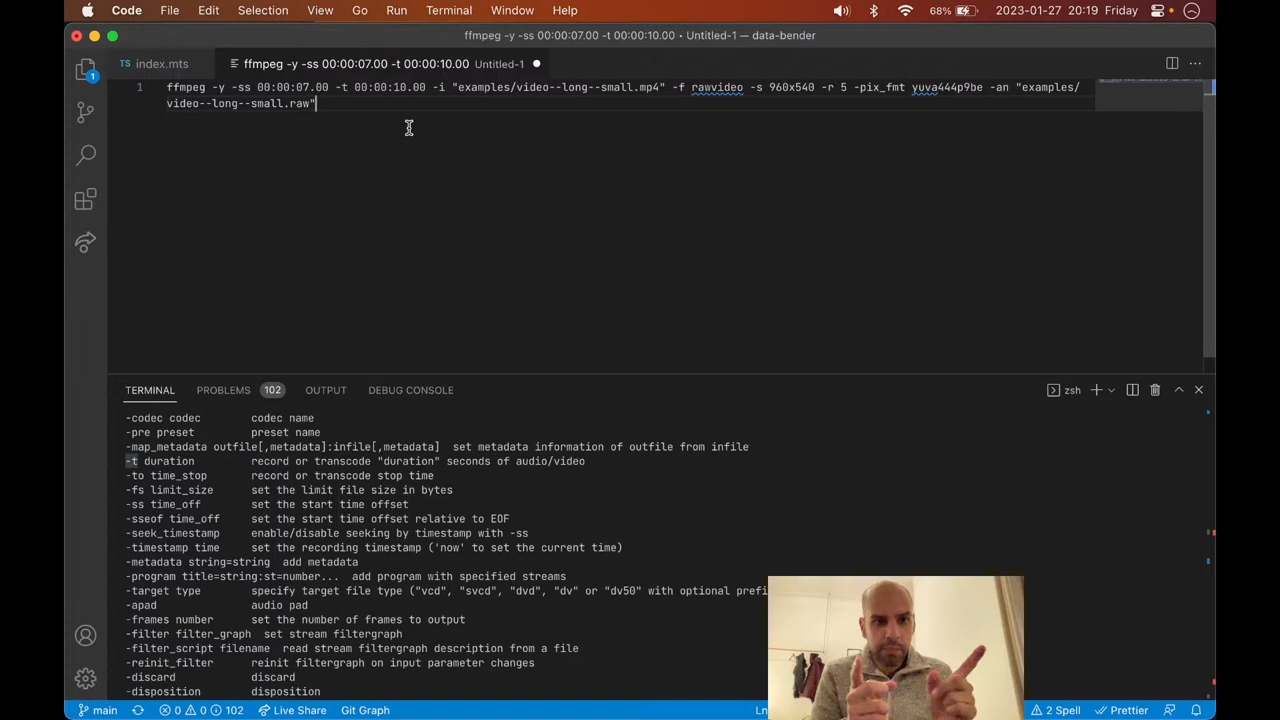 Code File Edit Selection View Go Run Terminal Window Help 68% 2023-01-27 20:19 Friday
ffmpeg -y -ss 00:00:07.00 -t 00:00:10.00 • Untitled-1 — data-bender
TS index.mts ffmpeg -y -ss 00:00:07.00 -t 00:00:10.00 Untitled-1
1
1 ffmpeg -y -ss 00:00:07.00 -t 00:00:10.00 -i "examples/video--long--small.mp4" -f rawvideo -s 960x540 -r 5 -pix_fmt yuva444p9be -an "examples/
video--long--small.raw"
TERMINAL PROBLEMS 102 OUTPUT DEBUG CONSOLE zsh
-codec codec codec name
-pre preset preset name
-map_metadata outfile[,metadata]:infile[,metadata] set metadata information of outfile from infile
-t duration record or transcode "duration" seconds of audio/video
-to time_stop record or transcode stop time
-fs limit_size set the limit file size in bytes
-ss time_off set the start time offset
-sseof time_off set the start time offset relative to EOF
-seek_timestamp enable/disable seeking by timestamp with -ss
-timestamp time set the recording timestamp ('now' to set the current time)
-metadata string=string add metadata
-program title=string:st=number... add program with specified streams
-target type specify target file type ("vcd", "svcd", "dvd", "dv" or "dv50" with optional prefi
-apad audio pad
-frames number set the number of frames to output
-filter filter_graph set stream filtergraph
-filter_script filename read stream filtergraph description from a file
-reinit_filter reinit filtergraph on input parameter changes
-discard discard
-disposition disposition
main 0 0 102 Live Share Git Graph Ln 2 Spell Prettier